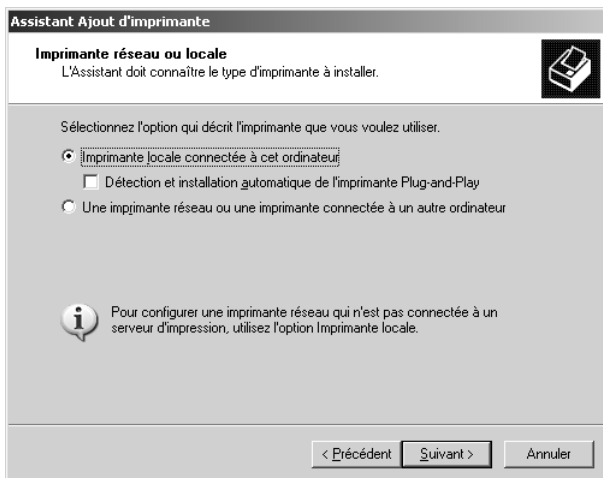 Assistant Ajout d'imprimante
Imprimante réseau ou locale
L'Assistant doit connaître le type d'imprimante à installer.
Sélectionnez l'option qui décrit l'imprimante que vous voulez utiliser.
Imprimante locale connectée à cet ordinateur
Détection et installation automatique de l'imprimante Plug-and-Play
Une imprimante réseau ou une imprimante connectée à un autre ordinateur
Pour configurer une imprimante réseau qui n'est pas connectée à un
serveur d'impression, utilisez l'option Imprimante locale.
< Précédent Suivant > Annuler